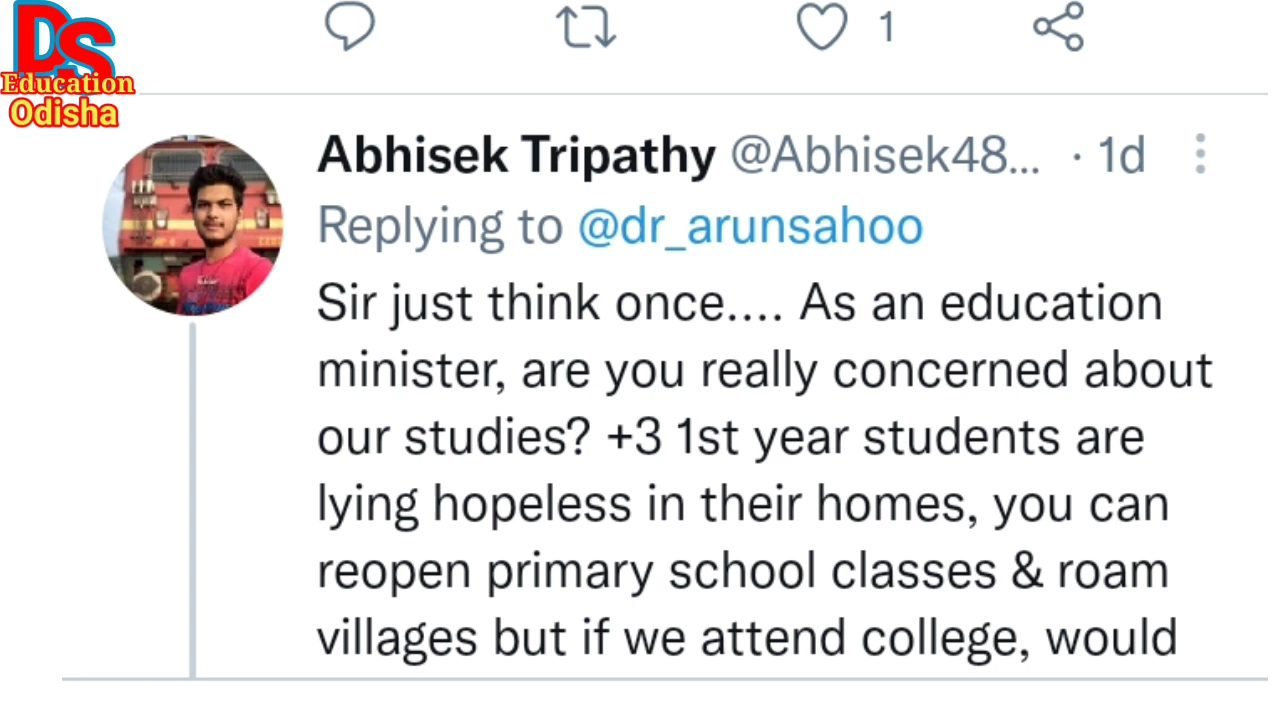 DS
Education
Odisha
1
Abhisek Tripathy @Abhisek48... · 1d
Replying to @dr_arunsahoo
Sir just think once.... As an education
minister, are you really concerned about
our studies? +3 1st year students are
lying hopeless in their homes, you can
reopen primary school classes & roam
villages but if we attend college, would